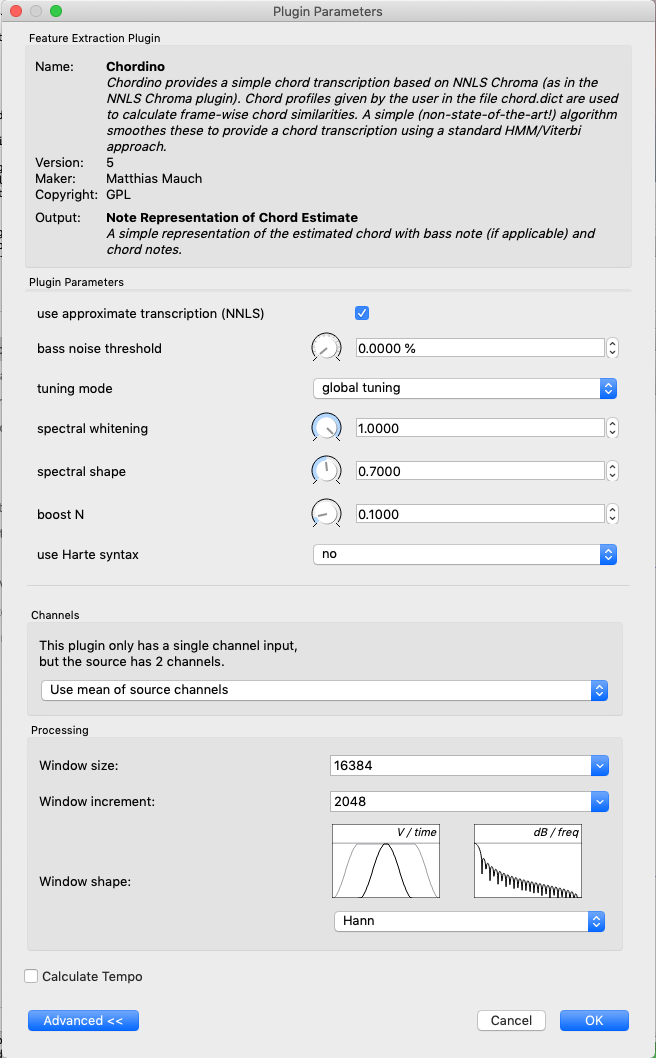 Plugin Parameters
Feature Extraction Plugin
Name: Chordino
Chordino provides a simple chord transcription based on NNLS Chroma (as in the
NNLS Chroma plugin). Chord profiles given by the user in the file chord.dict are used
to calculate frame-wise chord similarities. A simple (non-state-of-the-art!) algorithm
smoothes these to provide a chord transcription using a standard HMM/Viterbi
approach.
Version: 5
Maker: Matthias Mauch
Copyright: GPL
Output: Note Representation of Chord Estimate
A simple representation of the estimated chord with bass note (if applicable) and
chord notes.
Plugin Parameters
use approximate transcription (NNLS)
bass noise threshold 0.0000 %
tuning mode global tuning
spectral whitening 1.0000
spectral shape 0.7000
boost N 0.1000
use Harte syntax no
Channels
This plugin only has a single channel input,
but the source has 2 channels.
Use mean of source channels
Processing
Window size: 16384
Window increment: 2048
V / time dB / freq
Window shape:
Hann
Calculate Tempo
Advanced << Cancel OK